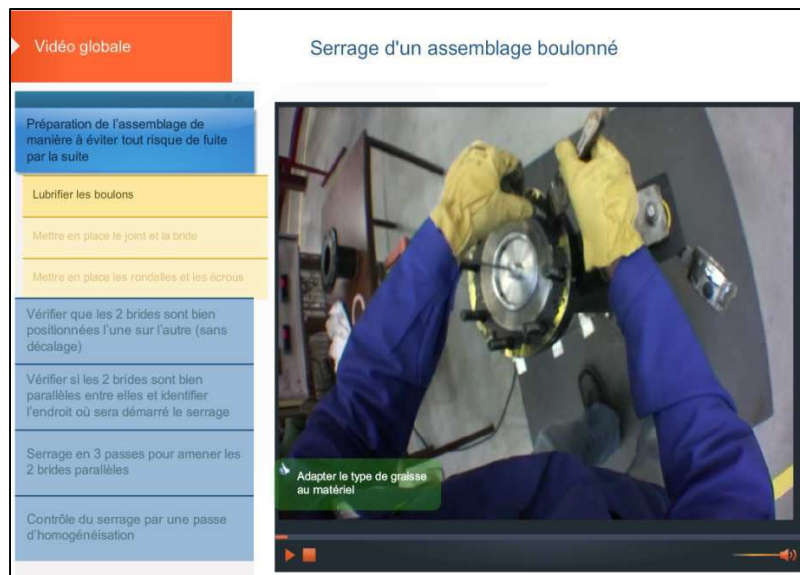 Vidéo globale
Serrage d'un assemblage boulonné
Préparation de l'assemblage de
manière à éviter tout risque de fuite
par la suite
Lubrifier les boulons
Mettre en place le joint et la bride
Mettre en place les rondelles et les écrous
Vérifier que les 2 brides sont bien
positionnées l'une sur l'autre (sans
décalage)
Vérifier si les 2 brides sont bien
parallèles entre elles et identifier
l'endroit où sera démarré le serrage
Serrage en 3 passes pour amener les
2 brides parallèles
Contrôle du serrage par une passe
d'homogénéisation
Adapter le type de graisse
au matériel